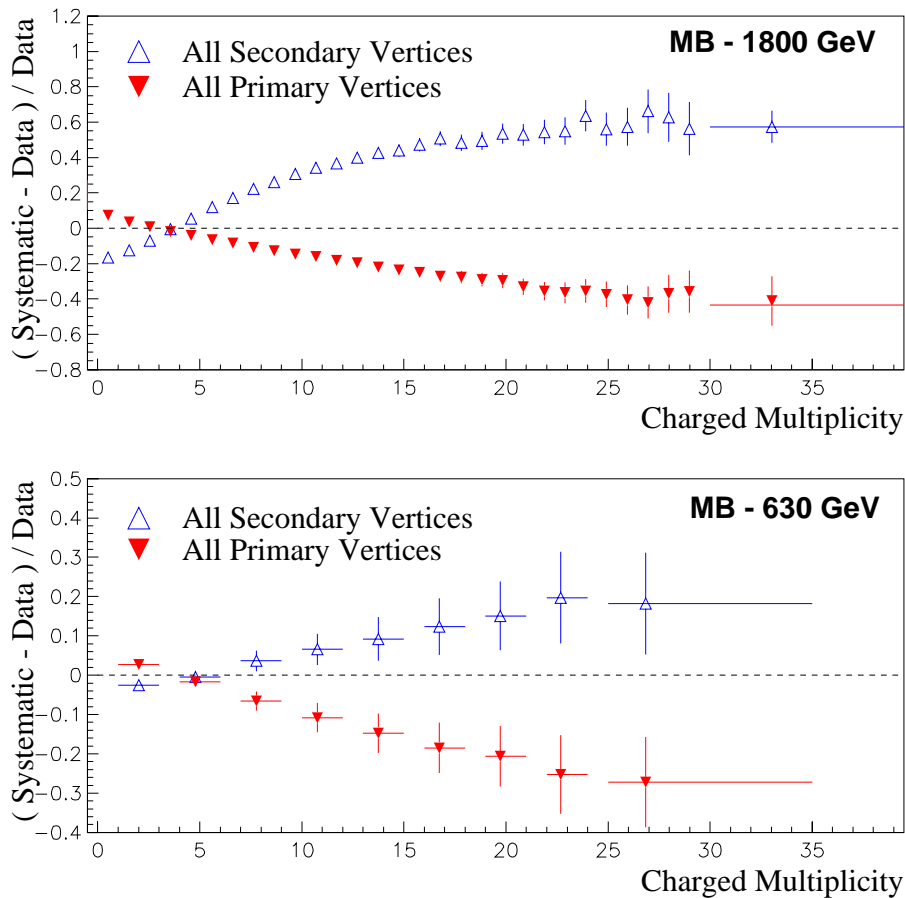 MB - 1800 GeV
All Secondary Vertices
All Primary Vertices
( Systematic - Data ) / Data
1.2
1
0.8
0.6
0.4
0.2
0
−0.2
−0.4
−0.6
−0.8
0 5 10 15 20 25 30 35
Charged Multiplicity
MB - 630 GeV
All Secondary Vertices
All Primary Vertices
( Systematic - Data ) / Data
0.5
0.4
0.3
0.2
0.1
0
−0.1
−0.2
−0.3
−0.4
0 5 10 15 20 25 30 35
Charged Multiplicity